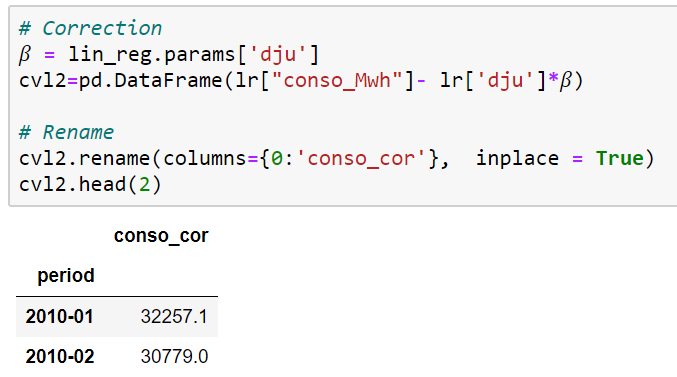 # Correction
β = lin_reg.params['dju']
cvl2=pd.DataFrame(lr["conso_Mwh"]- lr['dju']*β)
# Rename
cvl2.rename(columns={0:'conso_cor'},  inplace = True)
cvl2.head(2)
conso_cor
period
2010-01 32257.1
2010-02 30779.0